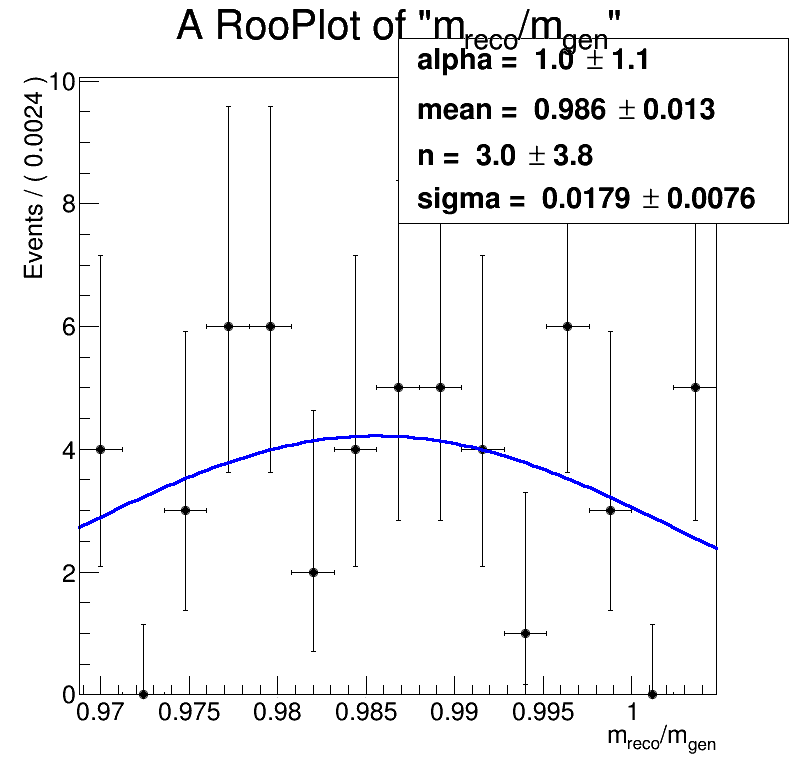 A RooPlot of "m_reco/m_gen"
alpha = 1.0 ± 1.1
mean = 0.986 ± 0.013
n = 3.0 ± 3.8
sigma = 0.0179 ± 0.0076
Events / ( 0.0024 )
10
8
6
4
2
0
0.97 0.975 0.98 0.985 0.99 0.995 1
m_reco/m_gen